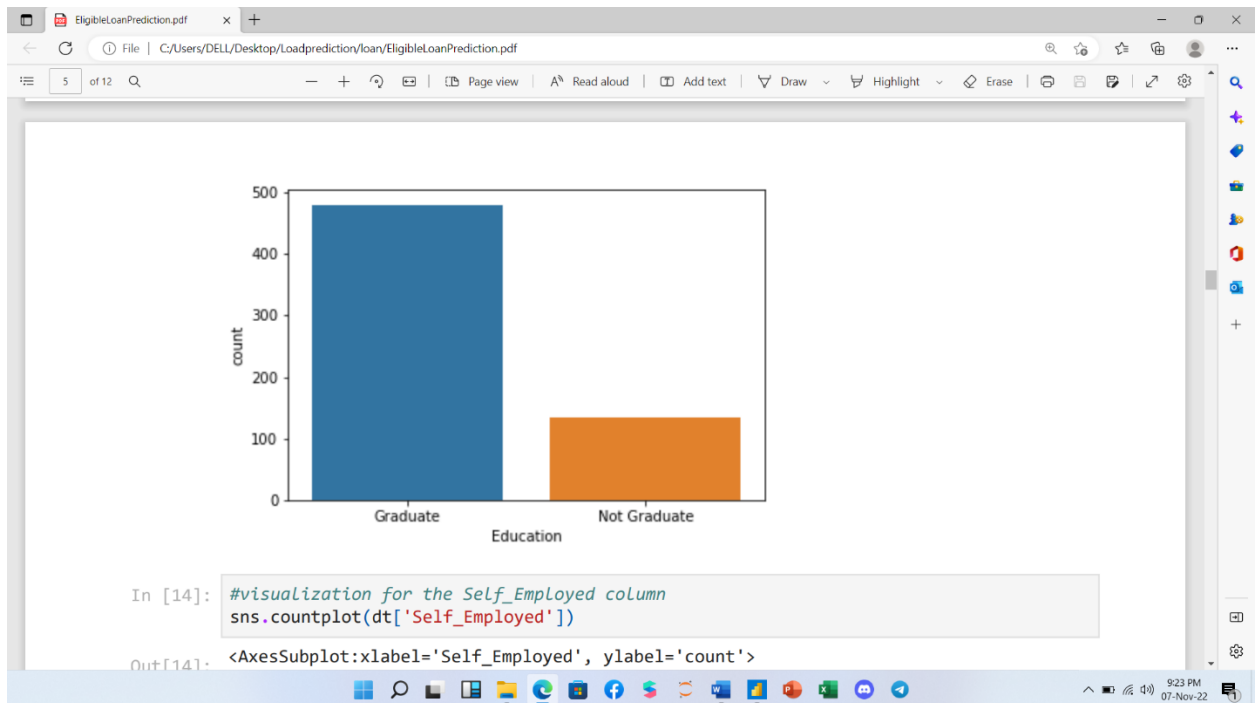 EligibleLoanPrediction.pdf
File | C:/Users/DELL/Desktop/Loadprediction/loan/EligibleLoanPrediction.pdf
5 of 12 Page view Read aloud Add text Draw Highlight Erase
500
400
300
200
100
0
count
Graduate Not Graduate
Education
In [14]: #visualization for the Self_Employed column
sns.countplot(dt['Self_Employed'])
Out[14]: <AxesSubplot:xlabel='Self_Employed', ylabel='count'>
9:23 PM
07-Nov-22